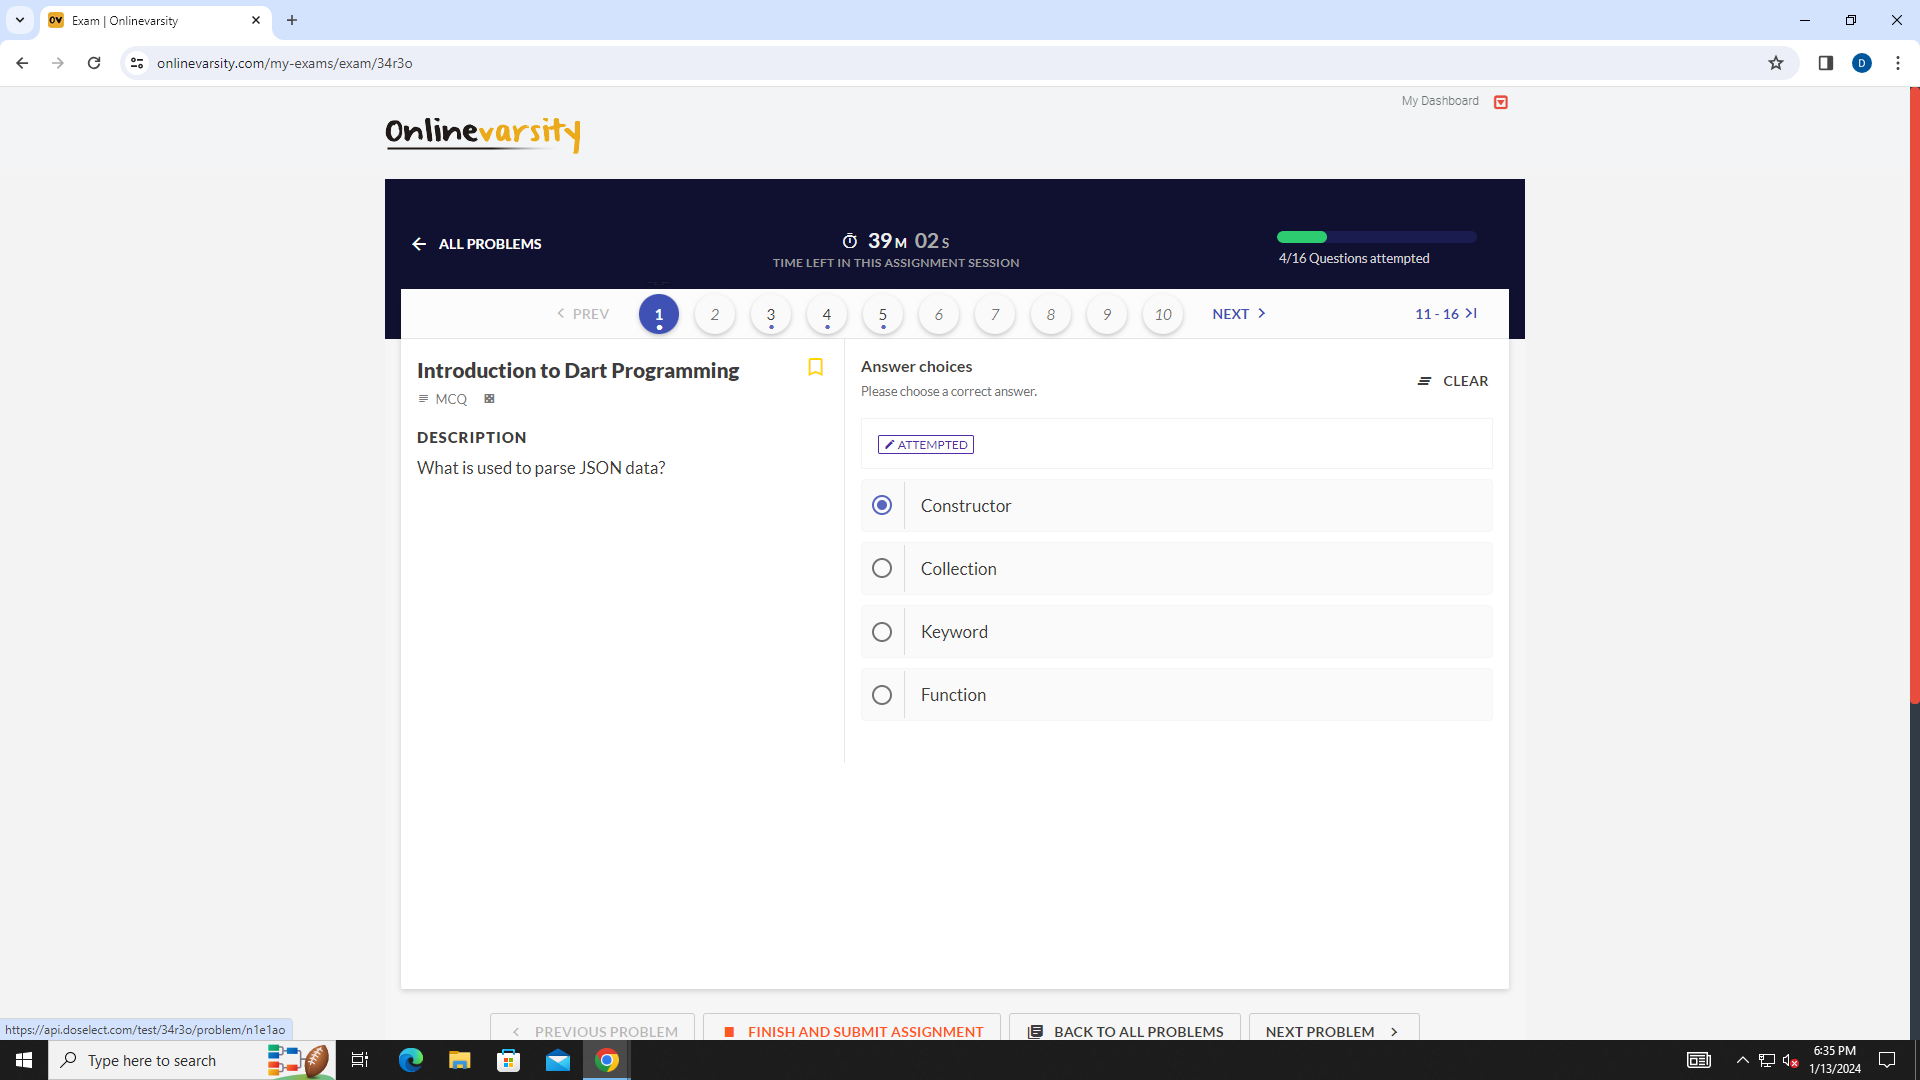 Exam | Onlinevarsity
onlinevarsity.com/my-exams/exam/34r3o
D
My Dashboard
Onlinevarsity
ALL PROBLEMS
39 M 02 S
TIME LEFT IN THIS ASSIGNMENT SESSION
4/16 Questions attempted
PREV
1
2
3
4
5
6
7
8
9
10
NEXT
11 - 16
Introduction to Dart Programming
MCQ
DESCRIPTION
What is used to parse JSON data?
Answer choices
Please choose a correct answer.
CLEAR
ATTEMPTED
Constructor
Collection
Keyword
Function
PREVIOUS PROBLEM
FINISH AND SUBMIT ASSIGNMENT
BACK TO ALL PROBLEMS
NEXT PROBLEM
https://api.doselect.com/test/34r3o/problem/n1e1ao
Type here to search
6:35 PM
1/13/2024